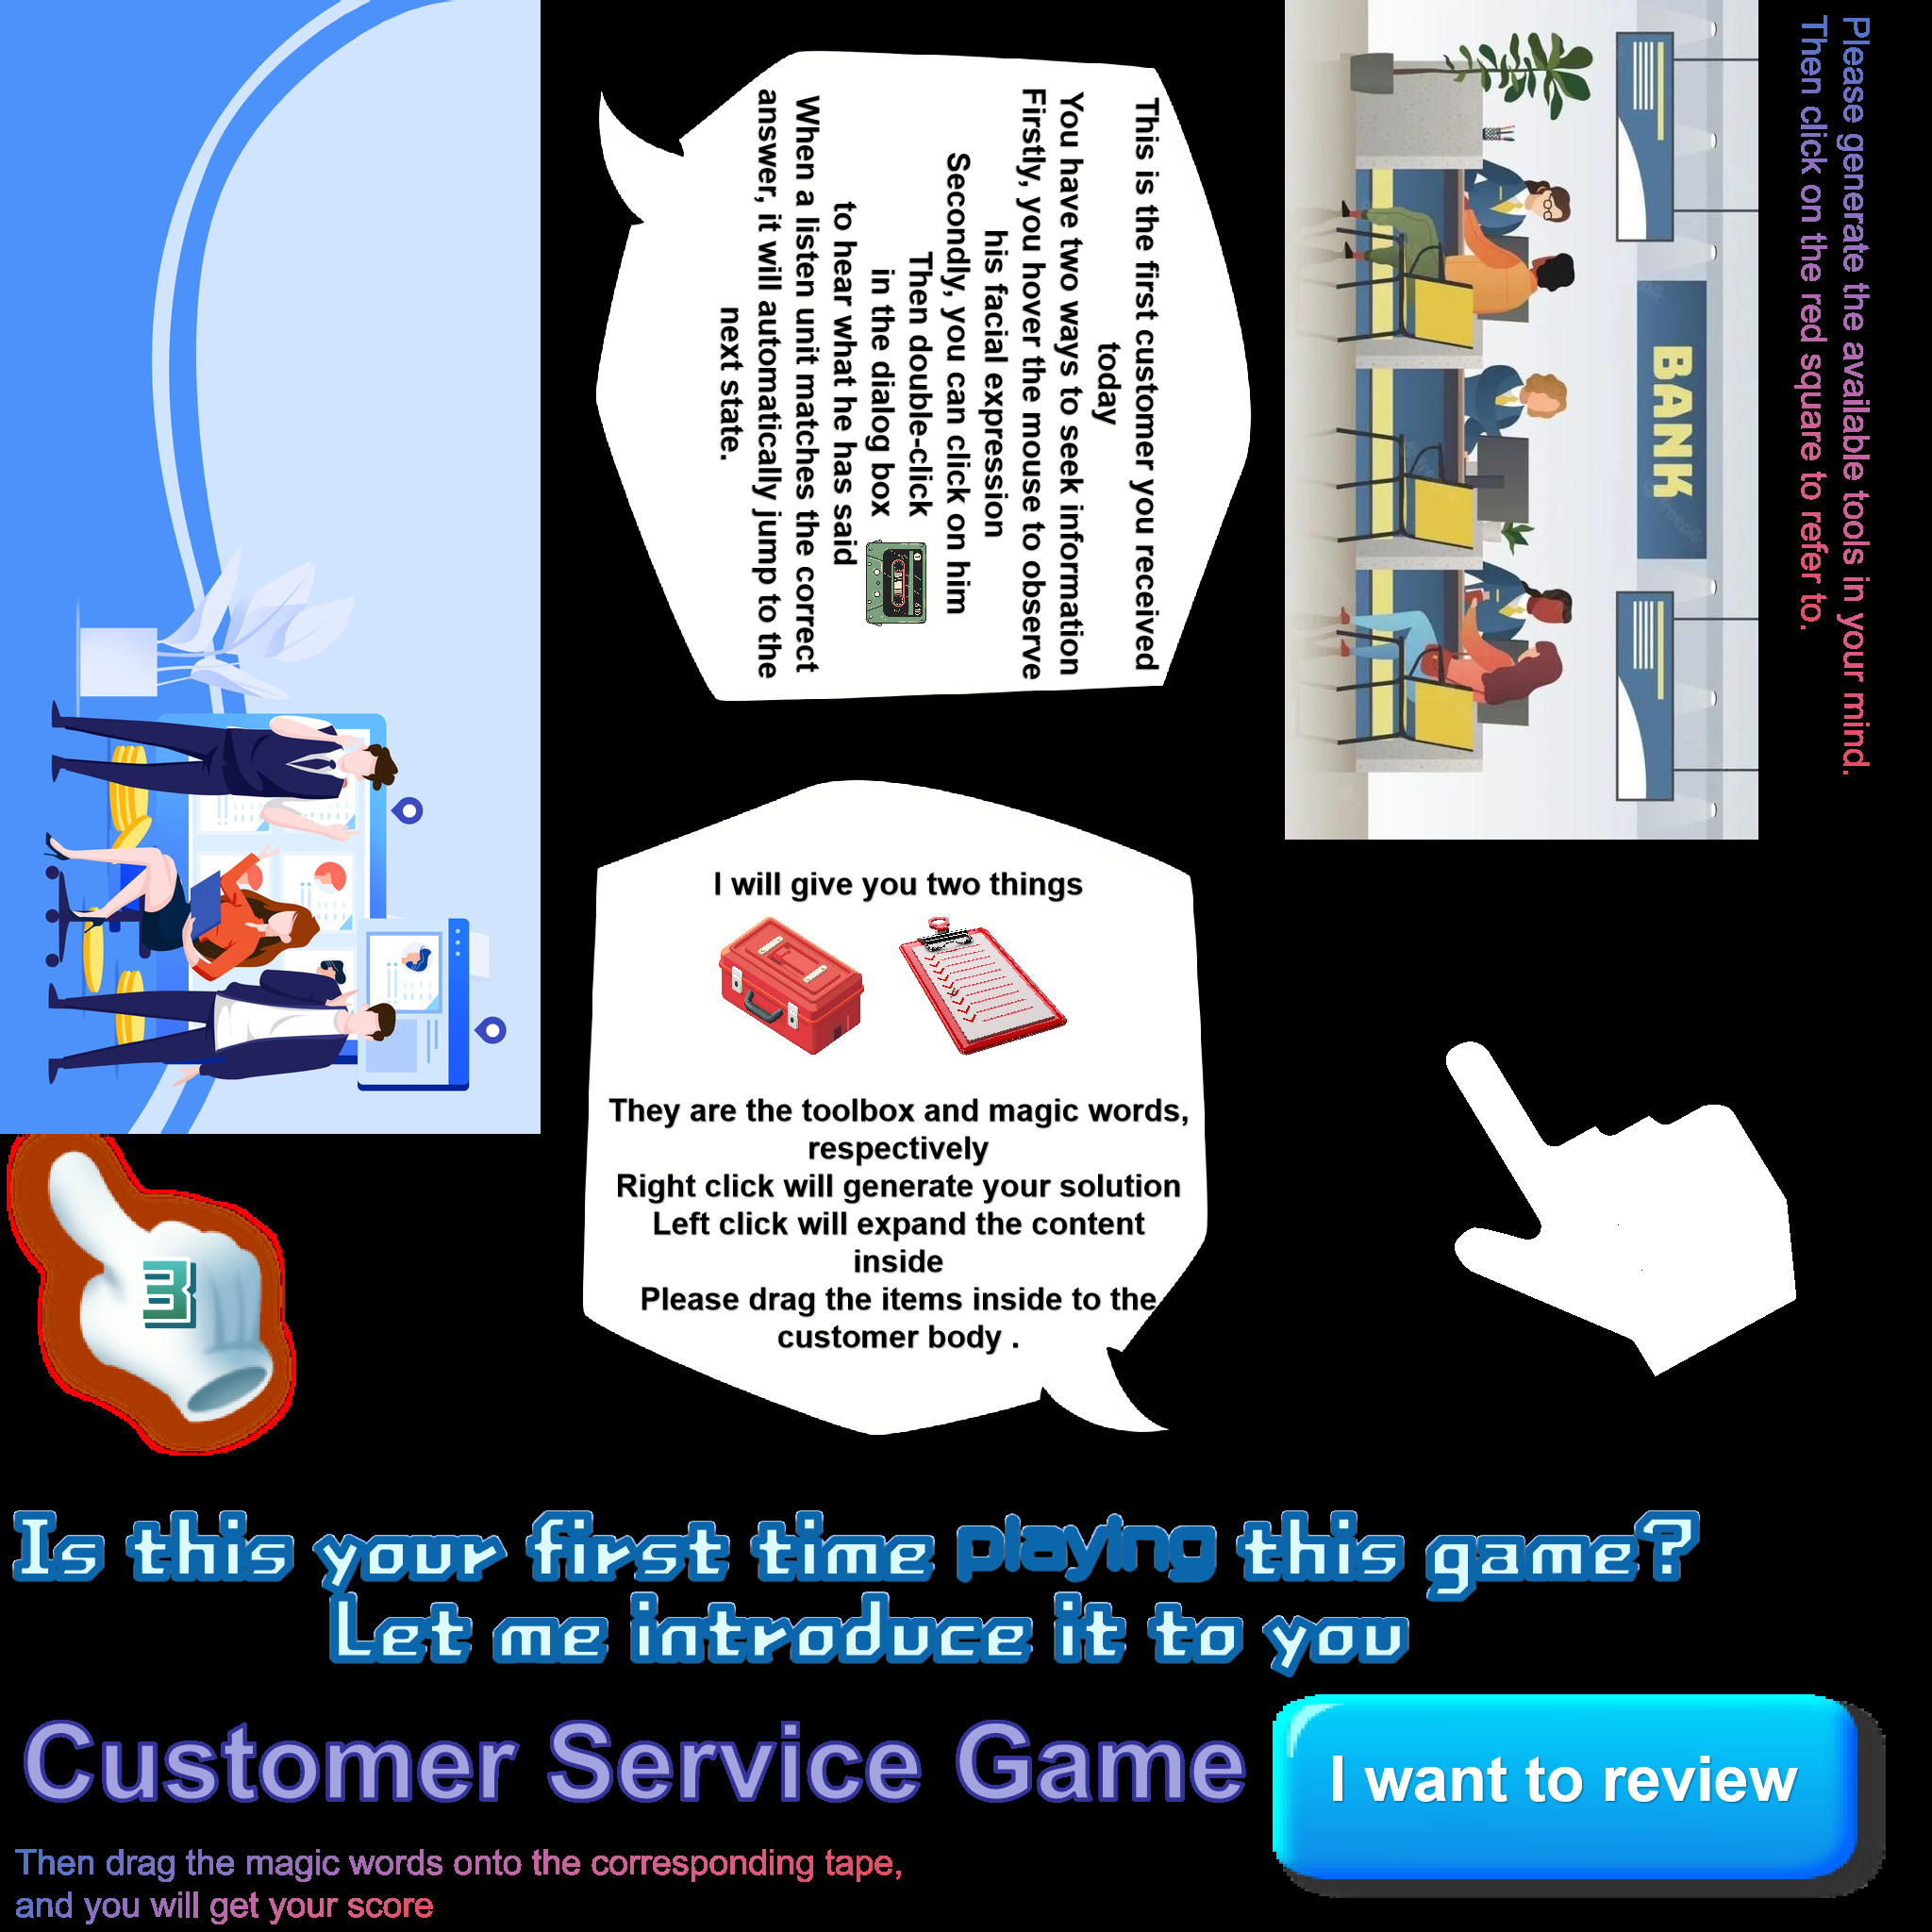 Please generate the available tools in your mind.
Then click on the red square to refer to.
BANK
This is the first customer you received
today
You have two ways to seek information
Firstly, you hover the mouse to observe
his facial expression
Secondly, you can click on him
Then double-click
in the dialog box
to hear what he has said
When a listen unit matches the correct
answer, it will automatically jump to the
next state.
I will give you two things
They are the toolbox and magic words,
respectively
Right click will generate your solution
Left click will expand the content
inside
Please drag the items inside to the
customer body .
3
Is this your first time playing this game?
Let me introduce it to you
Customer Service Game
I want to review
Then drag the magic words onto the corresponding tape,
and you will get your score